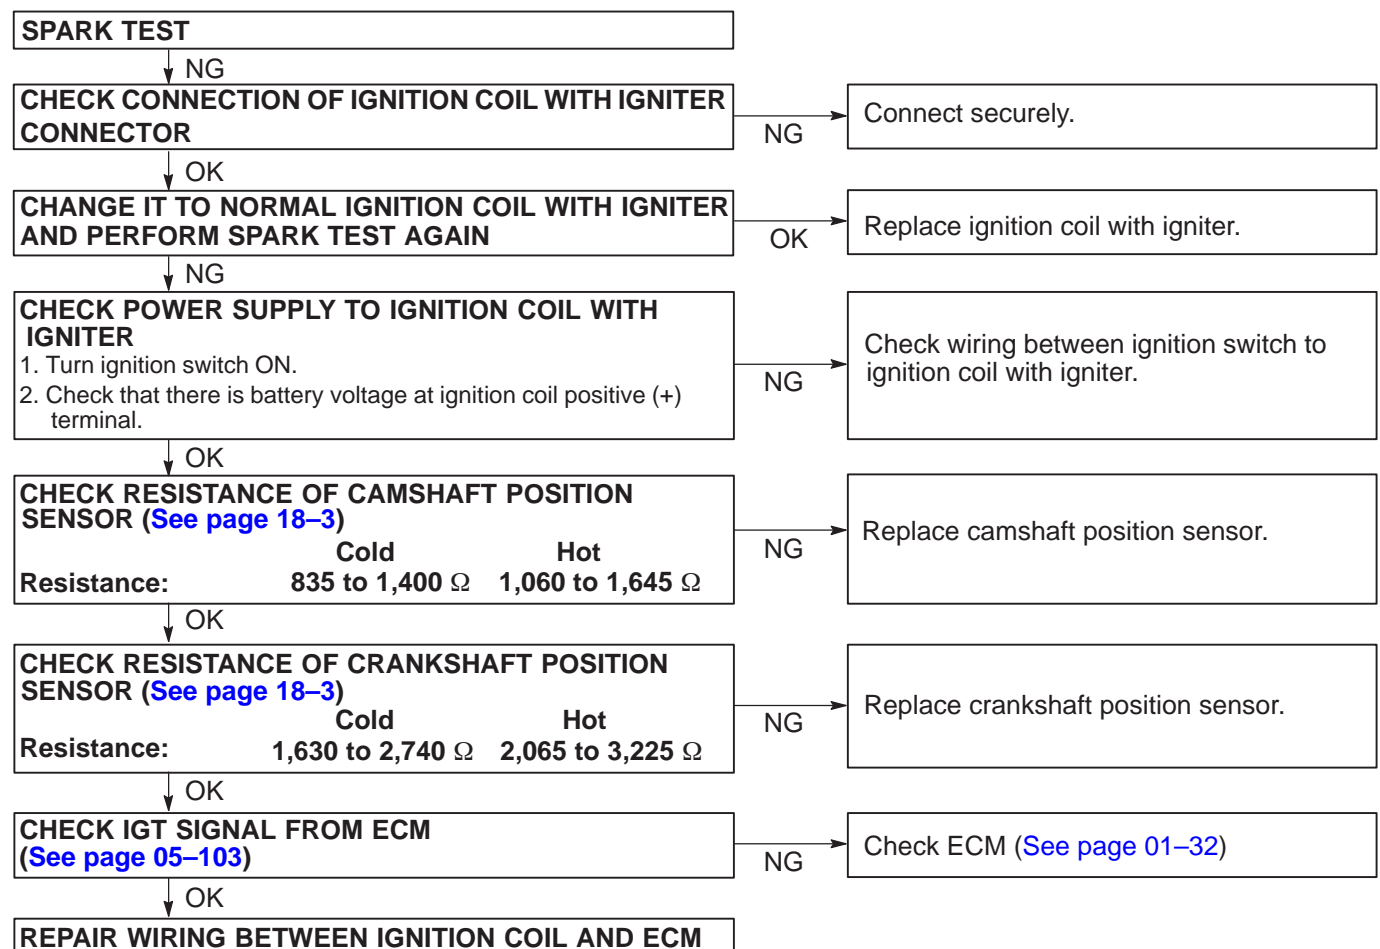 SPARK TEST
NG
CHECK CONNECTION OF IGNITION COIL WITH IGNITER
CONNECTOR
NG
Connect securely.
OK
CHANGE IT TO NORMAL IGNITION COIL WITH IGNITER
AND PERFORM SPARK TEST AGAIN
OK
Replace ignition coil with igniter.
NG
CHECK POWER SUPPLY TO IGNITION COIL WITH
IGNITER
1. Turn ignition switch ON.
2. Check that there is battery voltage at ignition coil positive (+)
terminal.
NG
Check wiring between ignition switch to
ignition coil with igniter.
OK
CHECK RESISTANCE OF CAMSHAFT POSITION
SENSOR (See page 18–3)
Cold Hot
Resistance: 835 to 1,400 Ω 1,060 to 1,645 Ω
NG
Replace camshaft position sensor.
OK
CHECK RESISTANCE OF CRANKSHAFT POSITION
SENSOR (See page 18–3)
Cold Hot
Resistance: 1,630 to 2,740 Ω 2,065 to 3,225 Ω
NG
Replace crankshaft position sensor.
OK
CHECK IGT SIGNAL FROM ECM
(See page 05–103)
NG
Check ECM (See page 01–32)
OK
REPAIR WIRING BETWEEN IGNITION COIL AND ECM